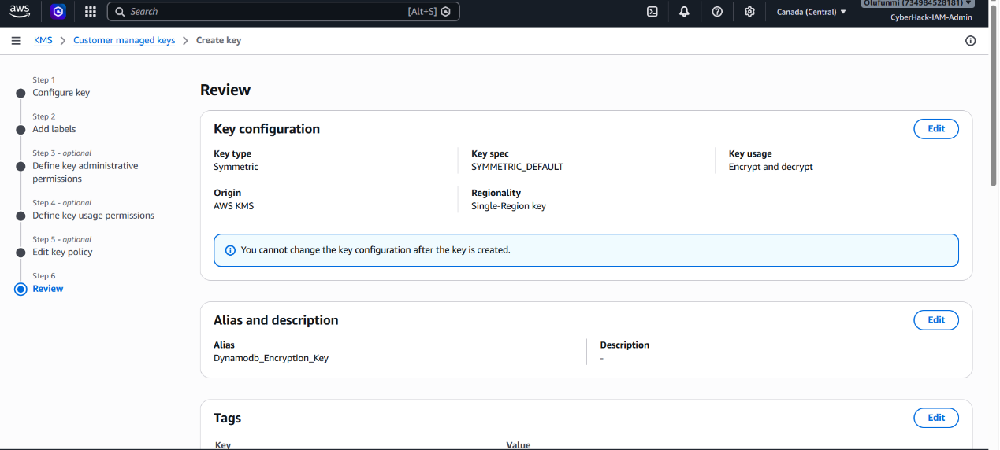 aws
Search
[Alt+S]
Canada (Central)
Olufunmi (734984528181)
CyberHack-IAM-Admin
KMS
Customer managed keys
Create key
Step 1
Configure key
Step 2
Add labels
Step 3 - optional
Define key administrative
permissions
Step 4 - optional
Define key usage permissions
Step 5 - optional
Edit key policy
Step 6
Review
Review
Key configuration
Edit
Key type
Symmetric
Key spec
SYMMETRIC_DEFAULT
Key usage
Encrypt and decrypt
Origin
AWS KMS
Regionality
Single-Region key
You cannot change the key configuration after the key is created.
Alias and description
Edit
Alias
Dynamodb_Encryption_Key
Description
-
Tags
Edit
Key
Value